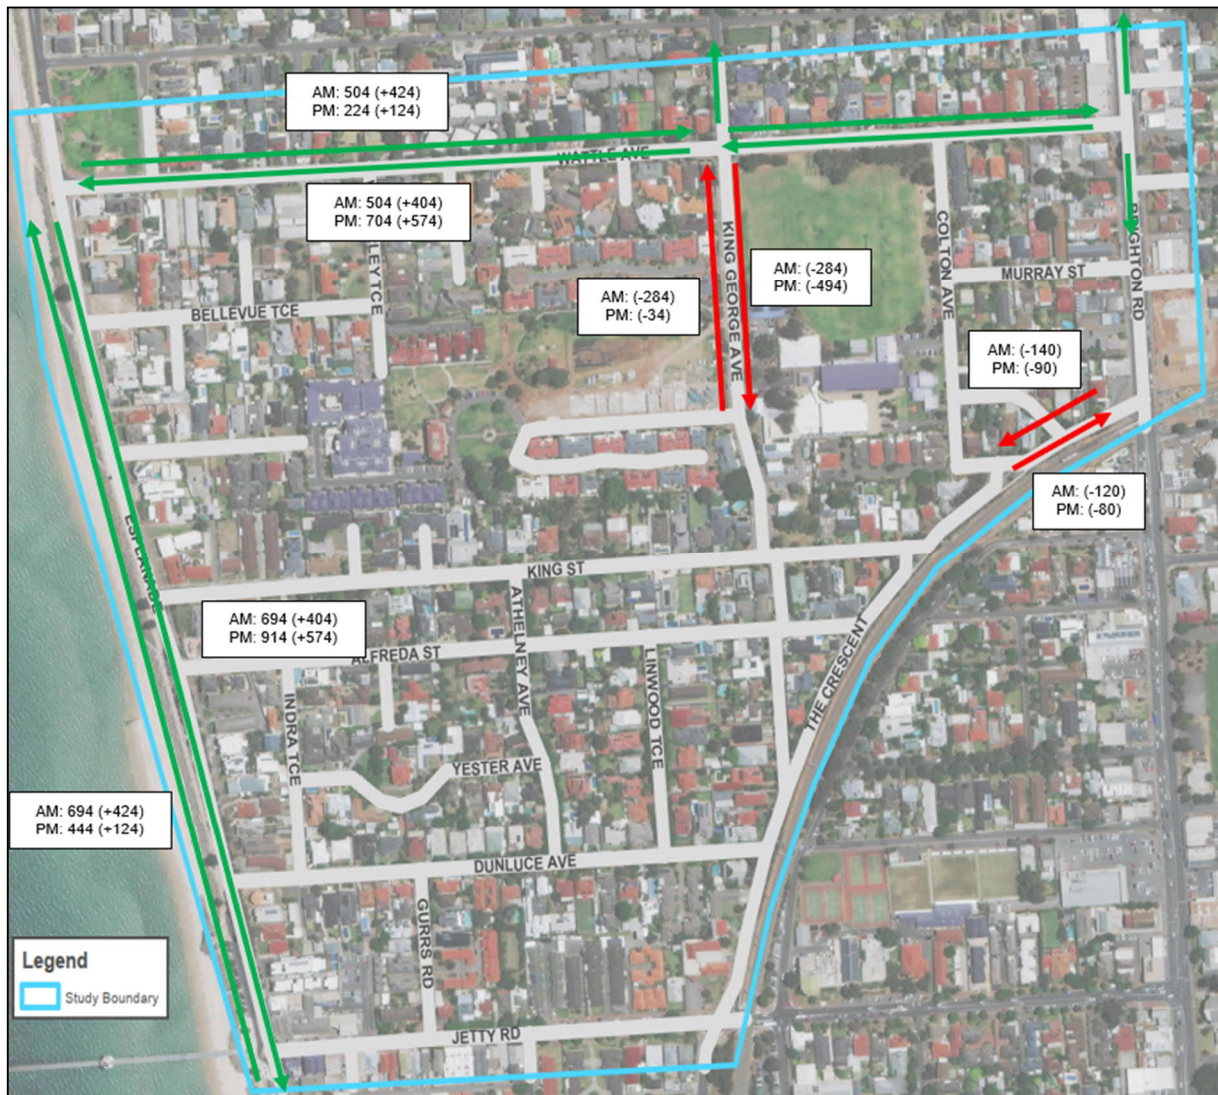 AM: 504 (+424)
PM: 224 (+124)
WATTLE AVE
AM: 504 (+404)
PM: 704 (+574)
LEY TCE
KING GEORGE AVE
COLTON AVE
BRIGHTON RD
MURRAY ST
AM: (-284)
PM: (-494)
AM: (-284)
PM: (-34)
BELLEVUE TCE
AM: (-140)
PM: (-90)
AM: (-120)
PM: (-80)
ESPLANADE
KING ST
ATHELNEY AVE
AM: 694 (+404)
PM: 914 (+574)
ALFREDA ST
LINWOOD TCE
THE CRESCENT
INDRA TCE
YESTER AVE
AM: 694 (+424)
PM: 444 (+124)
DUNLUCE AVE
GURRS RD
Legend
Study Boundary
JETTY RD